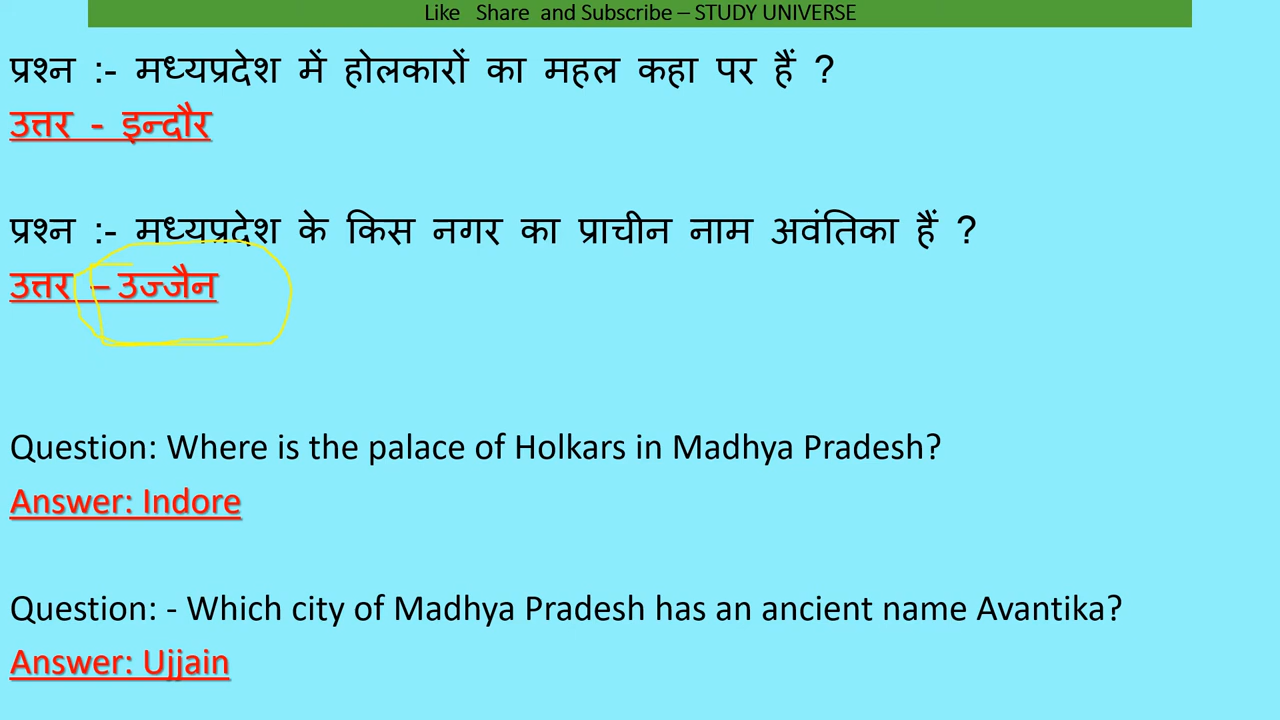 Like Share and Subscribe – STUDY UNIVERSE
प्रश्न :- मध्यप्रदेश में होलकारों का महल कहा पर हैं ?
उत्तर - इन्दौर
प्रश्न :- मध्यप्रदेश के किस नगर का प्राचीन नाम अवंतिका हैं ?
उत्तर – उज्जैन
Question: Where is the palace of Holkars in Madhya Pradesh?
Answer: Indore
Question: - Which city of Madhya Pradesh has an ancient name Avantika?
Answer: Ujjain